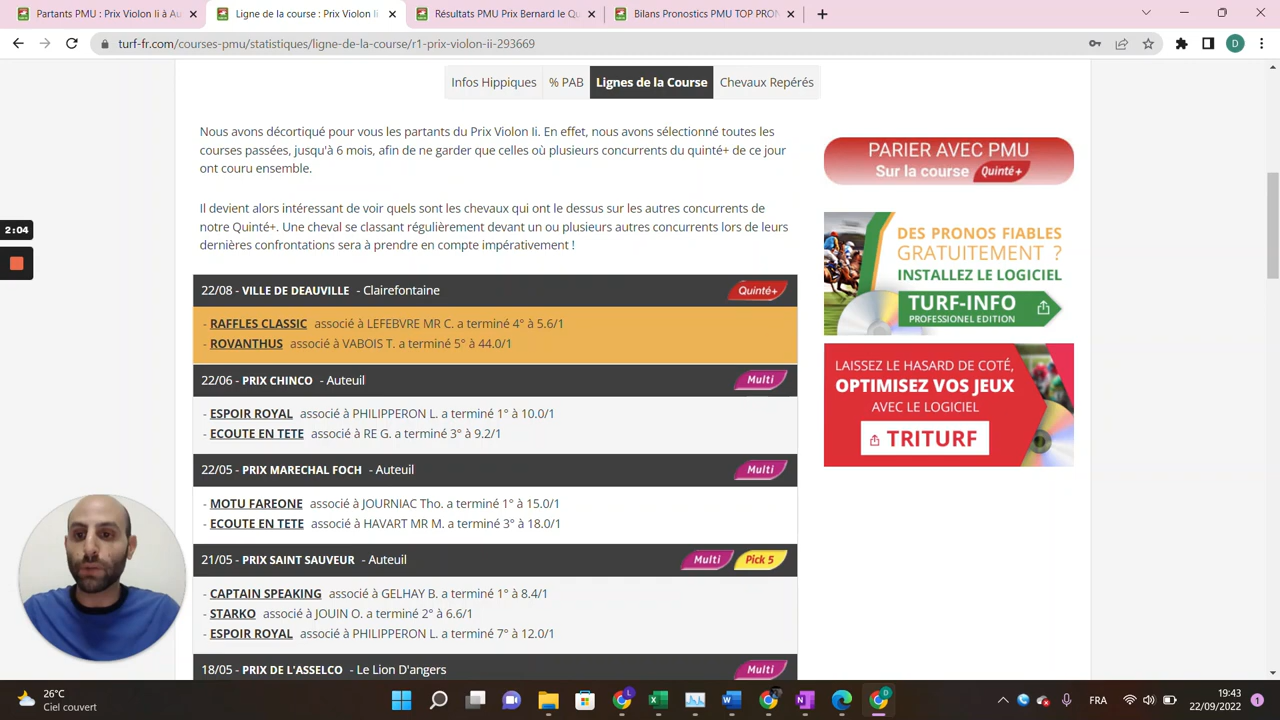 Partants PMU : Prix Violon Ii à Au
Ligne de la course : Prix Violon Ii
Résultats PMU Prix Bernard le Qu
Bilans Pronostics PMU TOP PRON
turf-fr.com/courses-pmu/statistiques/ligne-de-la-course/r1-prix-violon-ii-293669
D
Infos Hippiques
% PAB
Lignes de la Course
Chevaux Repérés
Nous avons décortiqué pour vous les partants du Prix Violon Ii. En effet, nous avons sélectionné toutes les
courses passées, jusqu'à 6 mois, afin de ne garder que celles où plusieurs concurrents du quinté+ de ce jour
ont couru ensemble.
Il devient alors intéressant de voir quels sont les chevaux qui ont le dessus sur les autres concurrents de
notre Quinté+. Une cheval se classant régulièrement devant un ou plusieurs autres concurrents lors de leurs
dernières confrontations sera à prendre en compte impérativement !
22/08 - VILLE DE DEAUVILLE - Clairefontaine Quinté+
- RAFFLES CLASSIC associé à LEFEBVRE MR C. a terminé 4° à 5.6/1
- ROVANTHUS associé à VABOIS T. a terminé 5° à 44.0/1
22/06 - PRIX CHINCO - Auteuil Multi
- ESPOIR ROYAL associé à PHILIPPERON L. a terminé 1° à 10.0/1
- ECOUTE EN TETE associé à RE G. a terminé 3° à 9.2/1
22/05 - PRIX MARECHAL FOCH - Auteuil Multi
- MOTU FAREONE associé à JOURNIAC Tho. a terminé 1° à 15.0/1
- ECOUTE EN TETE associé à HAVART MR M. a terminé 3° à 18.0/1
21/05 - PRIX SAINT SAUVEUR - Auteuil Multi Pick 5
- CAPTAIN SPEAKING associé à GELHAY B. a terminé 1° à 8.4/1
- STARKO associé à JOUIN O. a terminé 2° à 6.6/1
- ESPOIR ROYAL associé à PHILIPPERON L. a terminé 7° à 12.0/1
18/05 - PRIX DE L'ASSELCO - Le Lion D'angers Multi
PARIER AVEC PMU
Sur la course Quinté+
DES PRONOS FIABLES
GRATUITEMENT ?
INSTALLEZ LE LOGICIEL
TURF-INFO
PROFESSIONEL EDITION
LAISSEZ LE HASARD DE COTÉ,
OPTIMISEZ VOS JEUX
AVEC LE LOGICIEL
TRITURF
2:04
26°C
Ciel couvert
FRA
19:43
22/09/2022
1